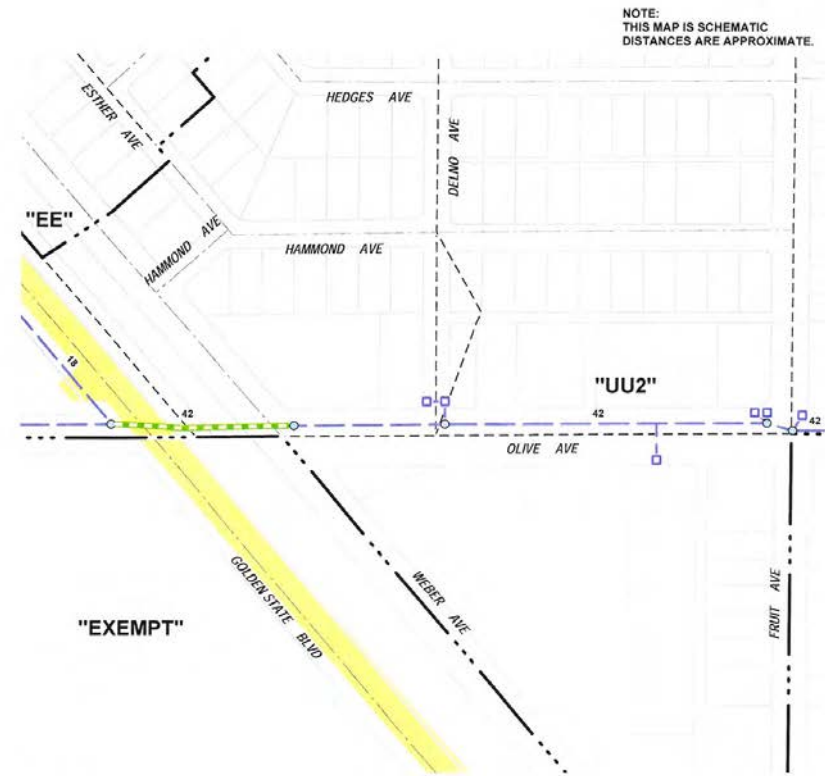 NOTE:
THIS MAP IS SCHEMATIC
DISTANCES ARE APPROXIMATE.
ESTHER AVE
HEDGES AVE
DELNO AVE
"EE"
HAMMOND AVE
HAMMOND AVE
18
"UU2"
42
42
42
OLIVE AVE
GOLDEN STATE BLVD
WEBER AVE
FRUIT AVE
"EXEMPT"